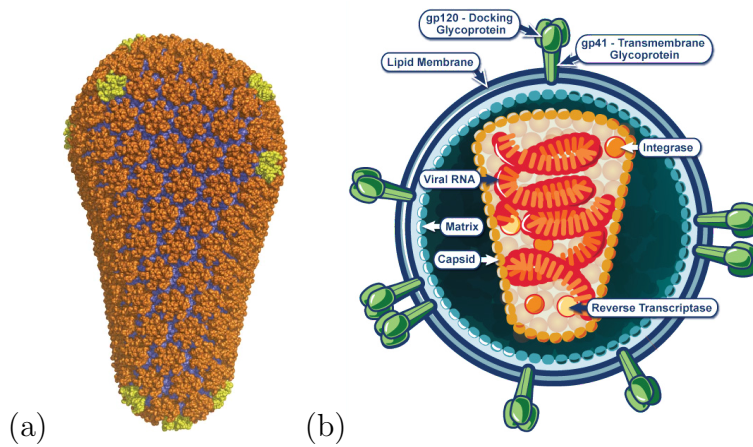 gp120 - Docking
Glycoprotein
gp41 - Transmembrane
Glycoprotein
Lipid Membrane
Integrase
Viral RNA
Matrix
Capsid
Reverse Transcriptase
(a)
(b)